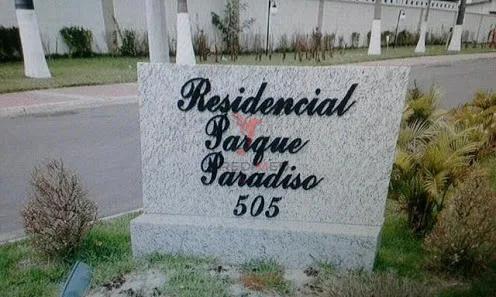 Residencial
Parque
Paradiso
505